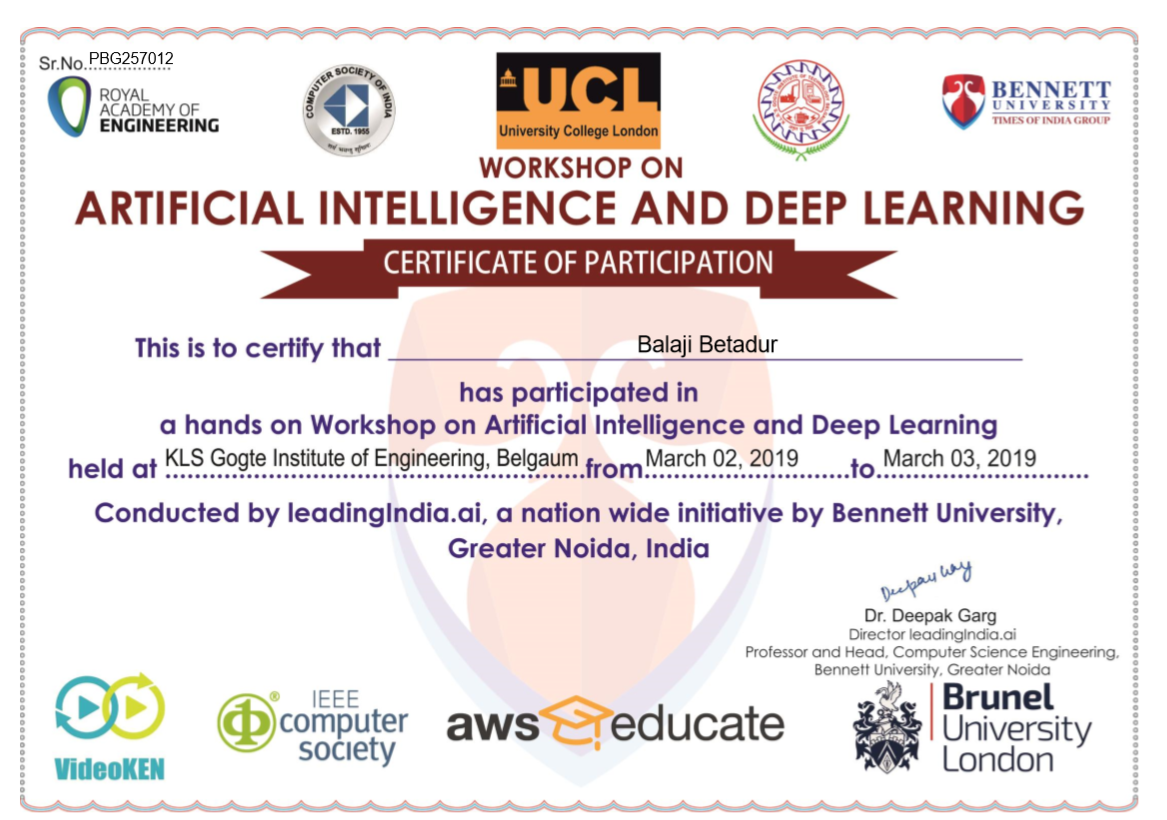 Sr.No. PBG257012
ROYAL
ACADEMY OF
ENGINEERING
COMPUTER SOCIETY OF INDIA
ESTD. 1955
UCL
University College London
BENNETT
UNIVERSITY
TIMES OF INDIA GROUP
WORKSHOP ON
ARTIFICIAL INTELLIGENCE AND DEEP LEARNING
CERTIFICATE OF PARTICIPATION
This is to certify that Balaji Betadur
has participated in
a hands on Workshop on Artificial Intelligence and Deep Learning
held at KLS Gogte Institute of Engineering, Belgaum from March 02, 2019 to March 03, 2019
Conducted by leadingIndia.ai, a nation wide initiative by Bennett University,
Greater Noida, India
Dr. Deepak Garg
Director leadingIndia.ai
Professor and Head, Computer Science Engineering,
Bennett University, Greater Noida
VideoKEN
IEEE
computer
society
®
aws educate
Brunel
University
London